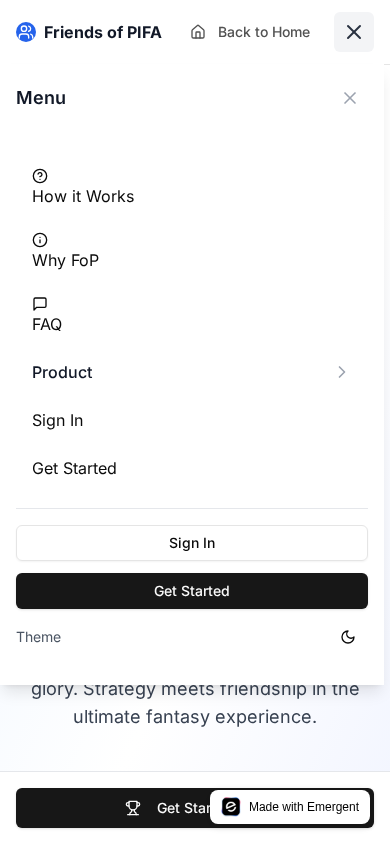 Friends of PIFA
Back to Home
Menu
How it Works
Why FoP
FAQ
Product
Sign In
Get Started
Sign In
Get Started
Theme
glory. Strategy meets friendship in the
ultimate fantasy experience.
Get Star
Made with Emergent